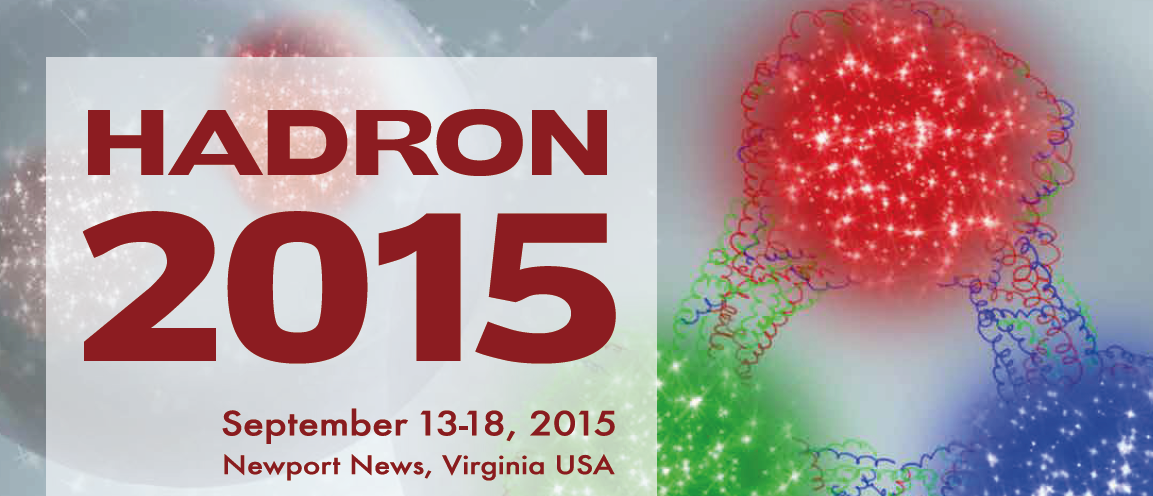 HADRON
2015
September 13-18, 2015
Newport News, Virginia USA